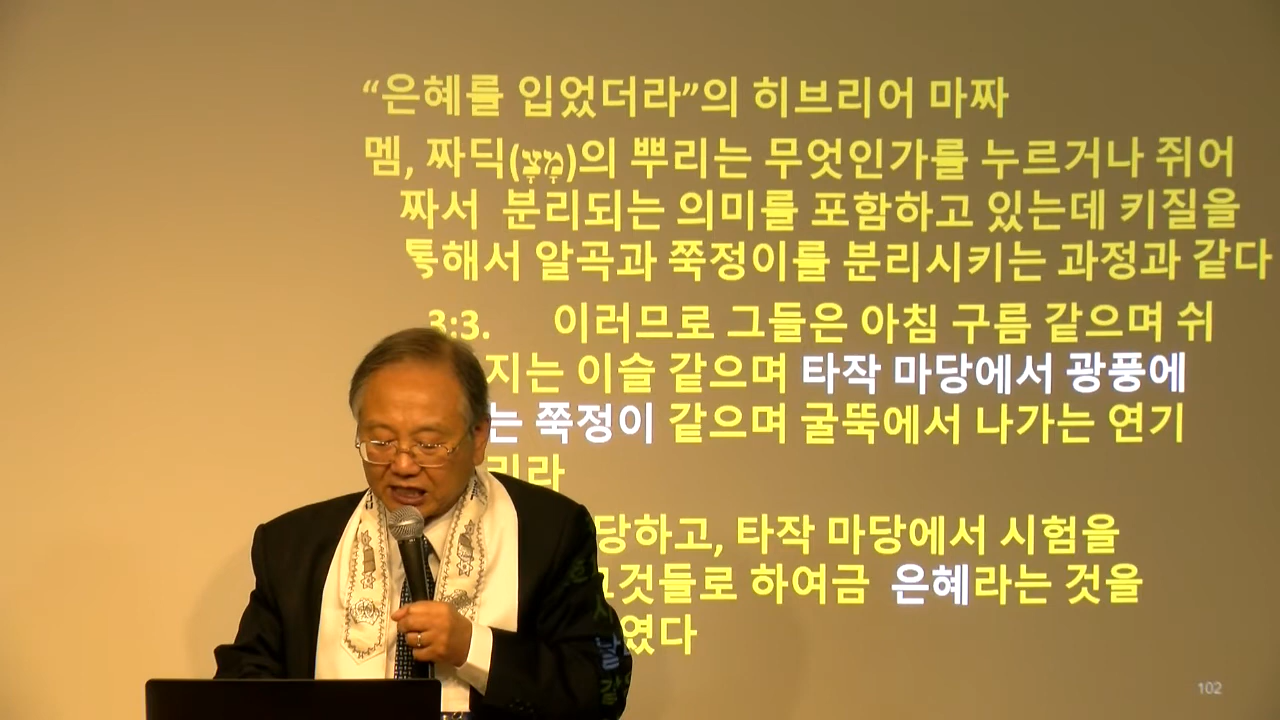 “은혜를 입었더라”의 히브리어 마짜
멤, 짜딕(מָצָ)의 뿌리는 무엇인가를 누르거나 쥐어
짜서 분리되는 의미를 포함하고 있는데 키질을
통해서 알곡과 쭉정이를 분리시키는 과정과 같다
3:3. 이러므로 그들은 아침 구름 같으며 쉬
지는 이슬 같으며 타작 마당에서 광풍에
는 쭉정이 같으며 굴뚝에서 나가는 연기
리라
당하고, 타작 마당에서 시험을
그것들로 하여금 은혜라는 것을
였다
102